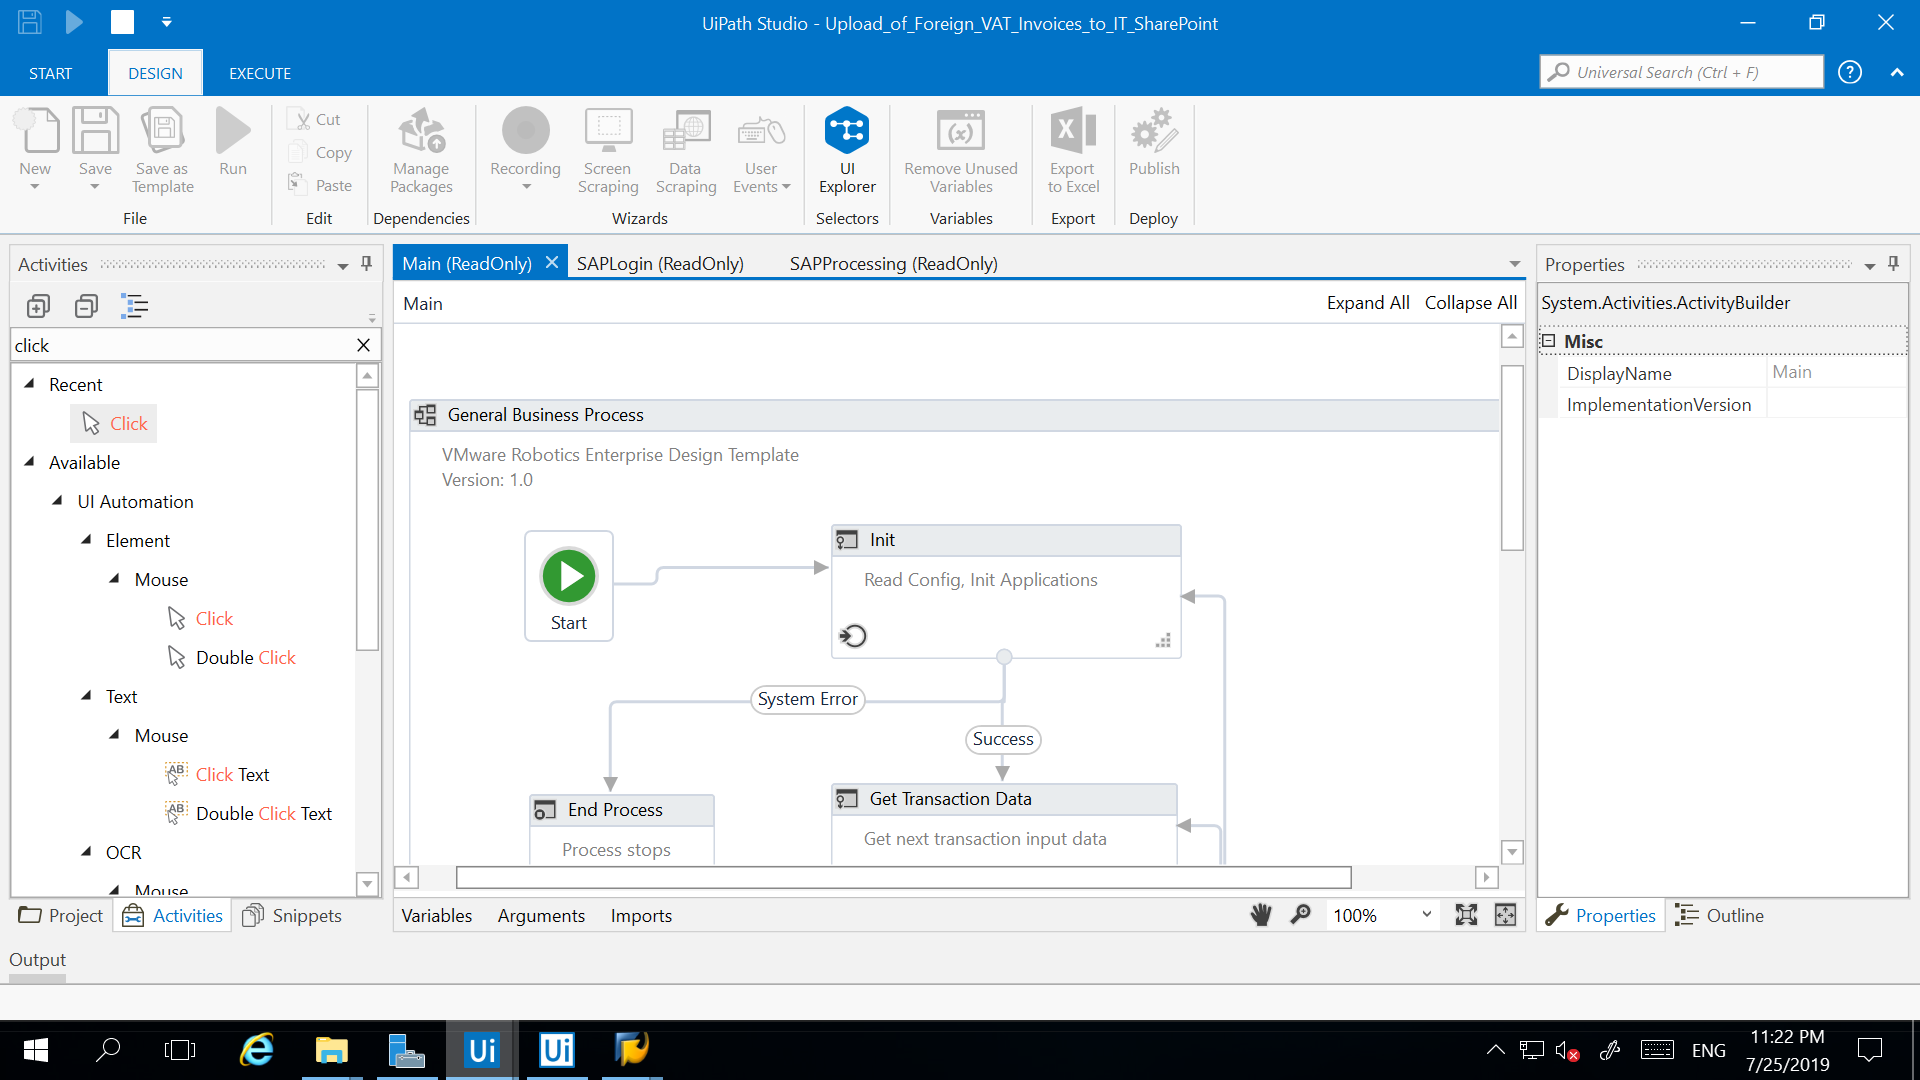 UiPath Studio - Upload_of_Foreign_VAT_Invoices_to_IT_SharePoint
START
DESIGN
EXECUTE
Universal Search (Ctrl + F)
?
New
Save
Save as
Template
Run
File
Cut
Copy
Paste
Edit
Manage
Packages
Dependencies
Recording
Screen
Scraping
Data
Scraping
User
Events
Wizards
UI
Explorer
Selectors
Remove Unused
Variables
Variables
Export
to Excel
Export
Publish
Deploy
Activities
click
Recent
Click
Available
UI Automation
Element
Mouse
Click
Double Click
Text
Mouse
AB Click Text
AB Double Click Text
OCR
Mouse
Project
Activities
Snippets
Main (ReadOnly)
SAPLogin (ReadOnly)
SAPProcessing (ReadOnly)
Main
Expand All
Collapse All
General Business Process
VMware Robotics Enterprise Design Template
Version: 1.0
Start
Init
Read Config, Init Applications
System Error
Success
End Process
Process stops
Get Transaction Data
Get next transaction input data
Variables
Arguments
Imports
100%
Properties
System.Activities.ActivityBuilder
Misc
DisplayName
Main
ImplementationVersion
Properties
Outline
Output
Ui
Ui
ENG
11:22 PM
7/25/2019